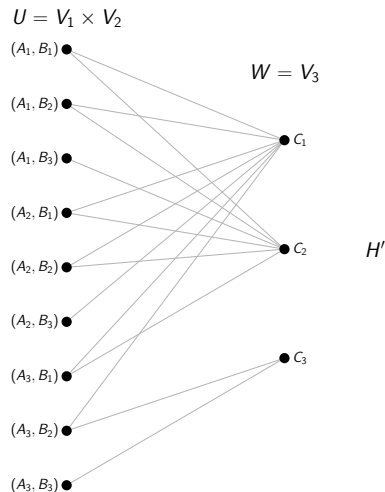 U = V₁ × V₂
(A₁, B₁)
W = V₃
(A₁, B₂)
C₁
(A₁, B₃)
(A₂, B₁)
C₂
H′
(A₂, B₂)
(A₂, B₃)
C₃
(A₃, B₁)
(A₃, B₂)
(A₃, B₃)